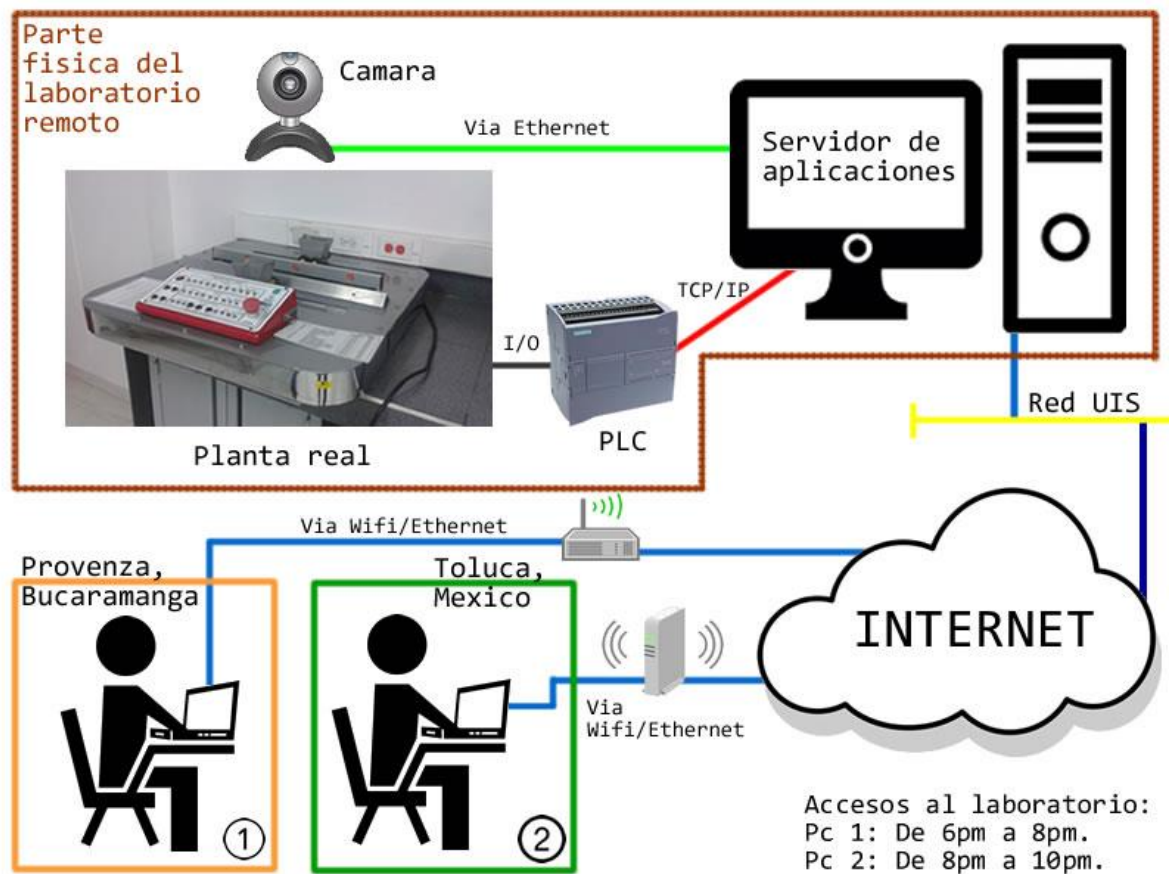 Parte
fisica del
laboratorio
remoto
Camara
Via Ethernet
Servidor de
aplicaciones
TCP/IP
I/O
PLC
Planta real
Red UIS
Via Wifi/Ethernet
Provenza,
Bucaramanga
Toluca,
Mexico
INTERNET
Via
Wifi/Ethernet
1
2
Accesos al laboratorio:
Pc 1: De 6pm a 8pm.
Pc 2: De 8pm a 10pm.